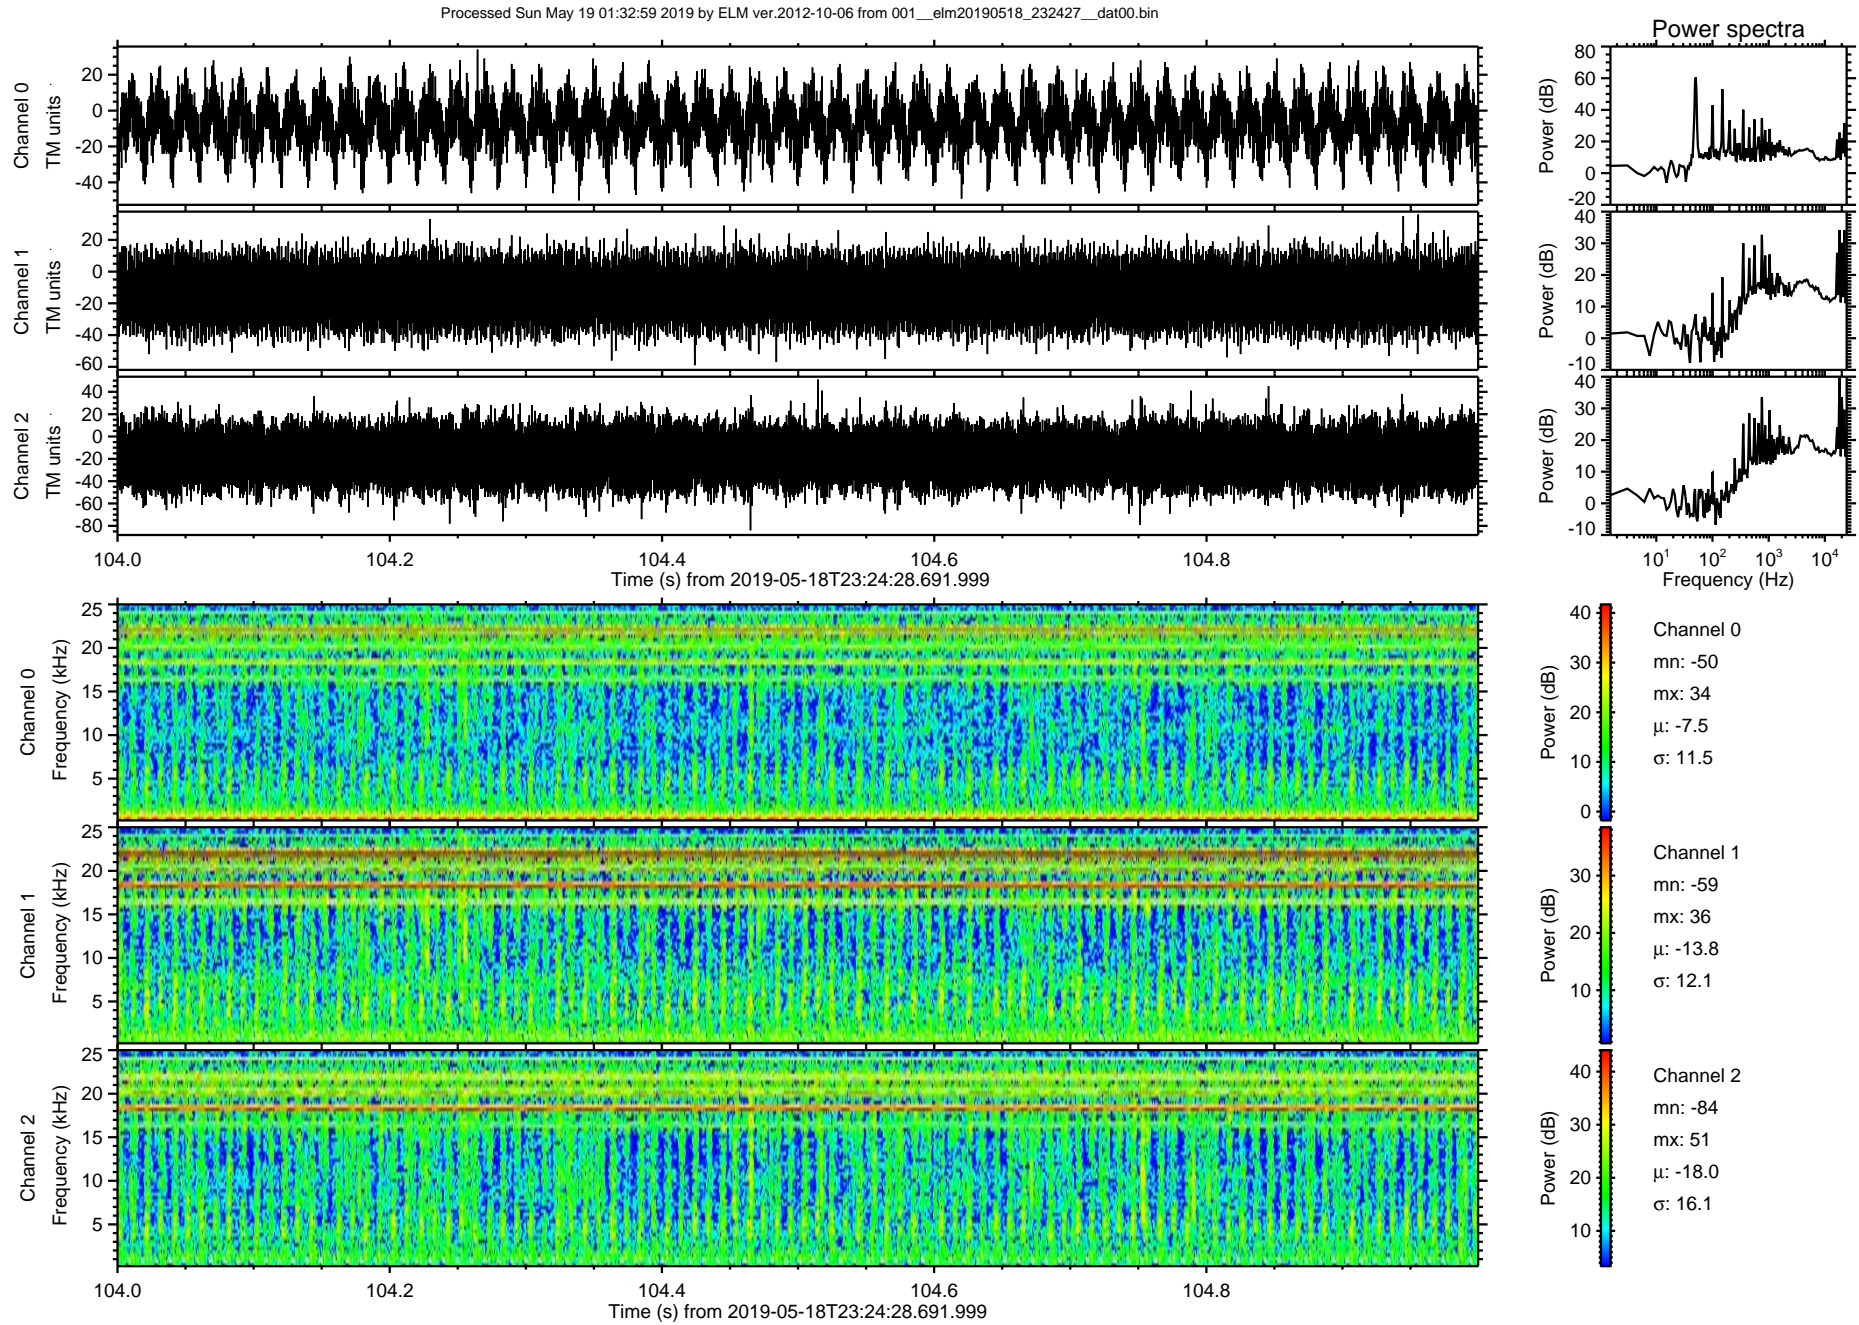 Processed Sun May 19 01:32:59 2019 by ELM ver.2012-10-06 from 001__elm20190518_232427__dat00.bin
Power spectra
Channel 0
TM units
20
0
-20
-40
Power (dB)
80
60
40
20
0
-20
Channel 1
TM units
20
0
-20
-40
-60
Power (dB)
40
30
20
10
0
-10
Channel 2
TM units
40
20
0
-20
-40
-60
-80
Power (dB)
40
30
20
10
0
-10
104.0 104.2 104.4 104.6 104.8
Time (s) from 2019-05-18T23:24:28.691.999
10^1 10^2 10^3 10^4
Frequency (Hz)
Channel 0
Frequency (kHz)
25
20
15
10
5
Power (dB)
40
30
20
10
0
Channel 0
mn: -50
mx: 34
μ: -7.5
σ: 11.5
Channel 1
Frequency (kHz)
25
20
15
10
5
Power (dB)
30
20
10
Channel 1
mn: -59
mx: 36
μ: -13.8
σ: 12.1
Channel 2
Frequency (kHz)
25
20
15
10
5
Power (dB)
40
30
20
10
Channel 2
mn: -84
mx: 51
μ: -18.0
σ: 16.1
104.0 104.2 104.4 104.6 104.8
Time (s) from 2019-05-18T23:24:28.691.999